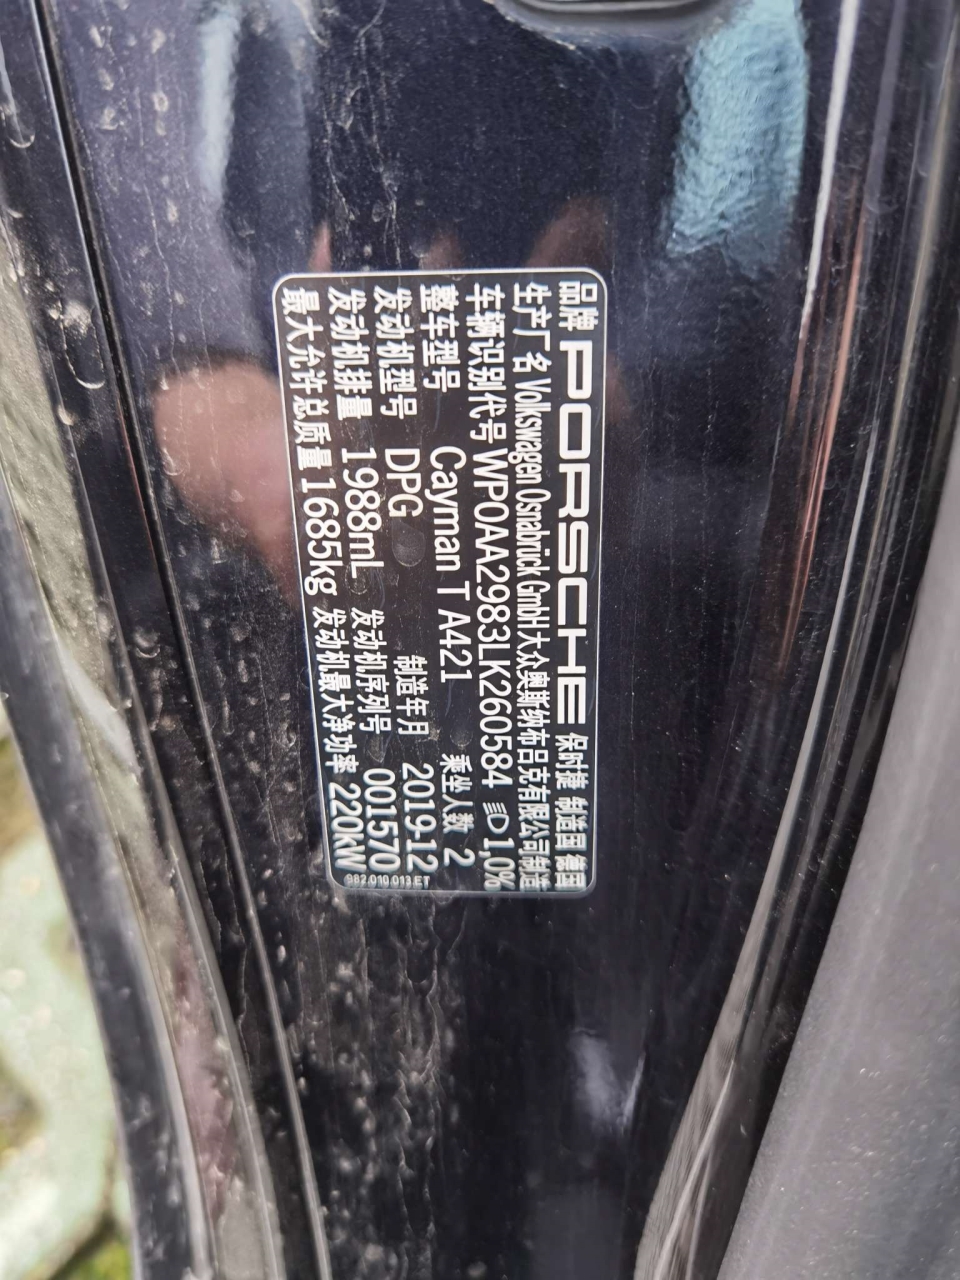 品牌 PORSCHE 保时捷 制造国 德国
生产厂名 Volkswagen Osnabrück GmbH 大众奥斯纳布吕克有限公司制造
车辆识别代号 WP0AA2983LK260584 1,0%
整车型号 Cayman T A421 乘坐人数 2
发动机型号 DPG 制造年月 2019-12
发动机排量 1988mL 发动机序列号 001570
最大允许总质量 1685kg 发动机最大净功率 220kW
982.010.013.ET